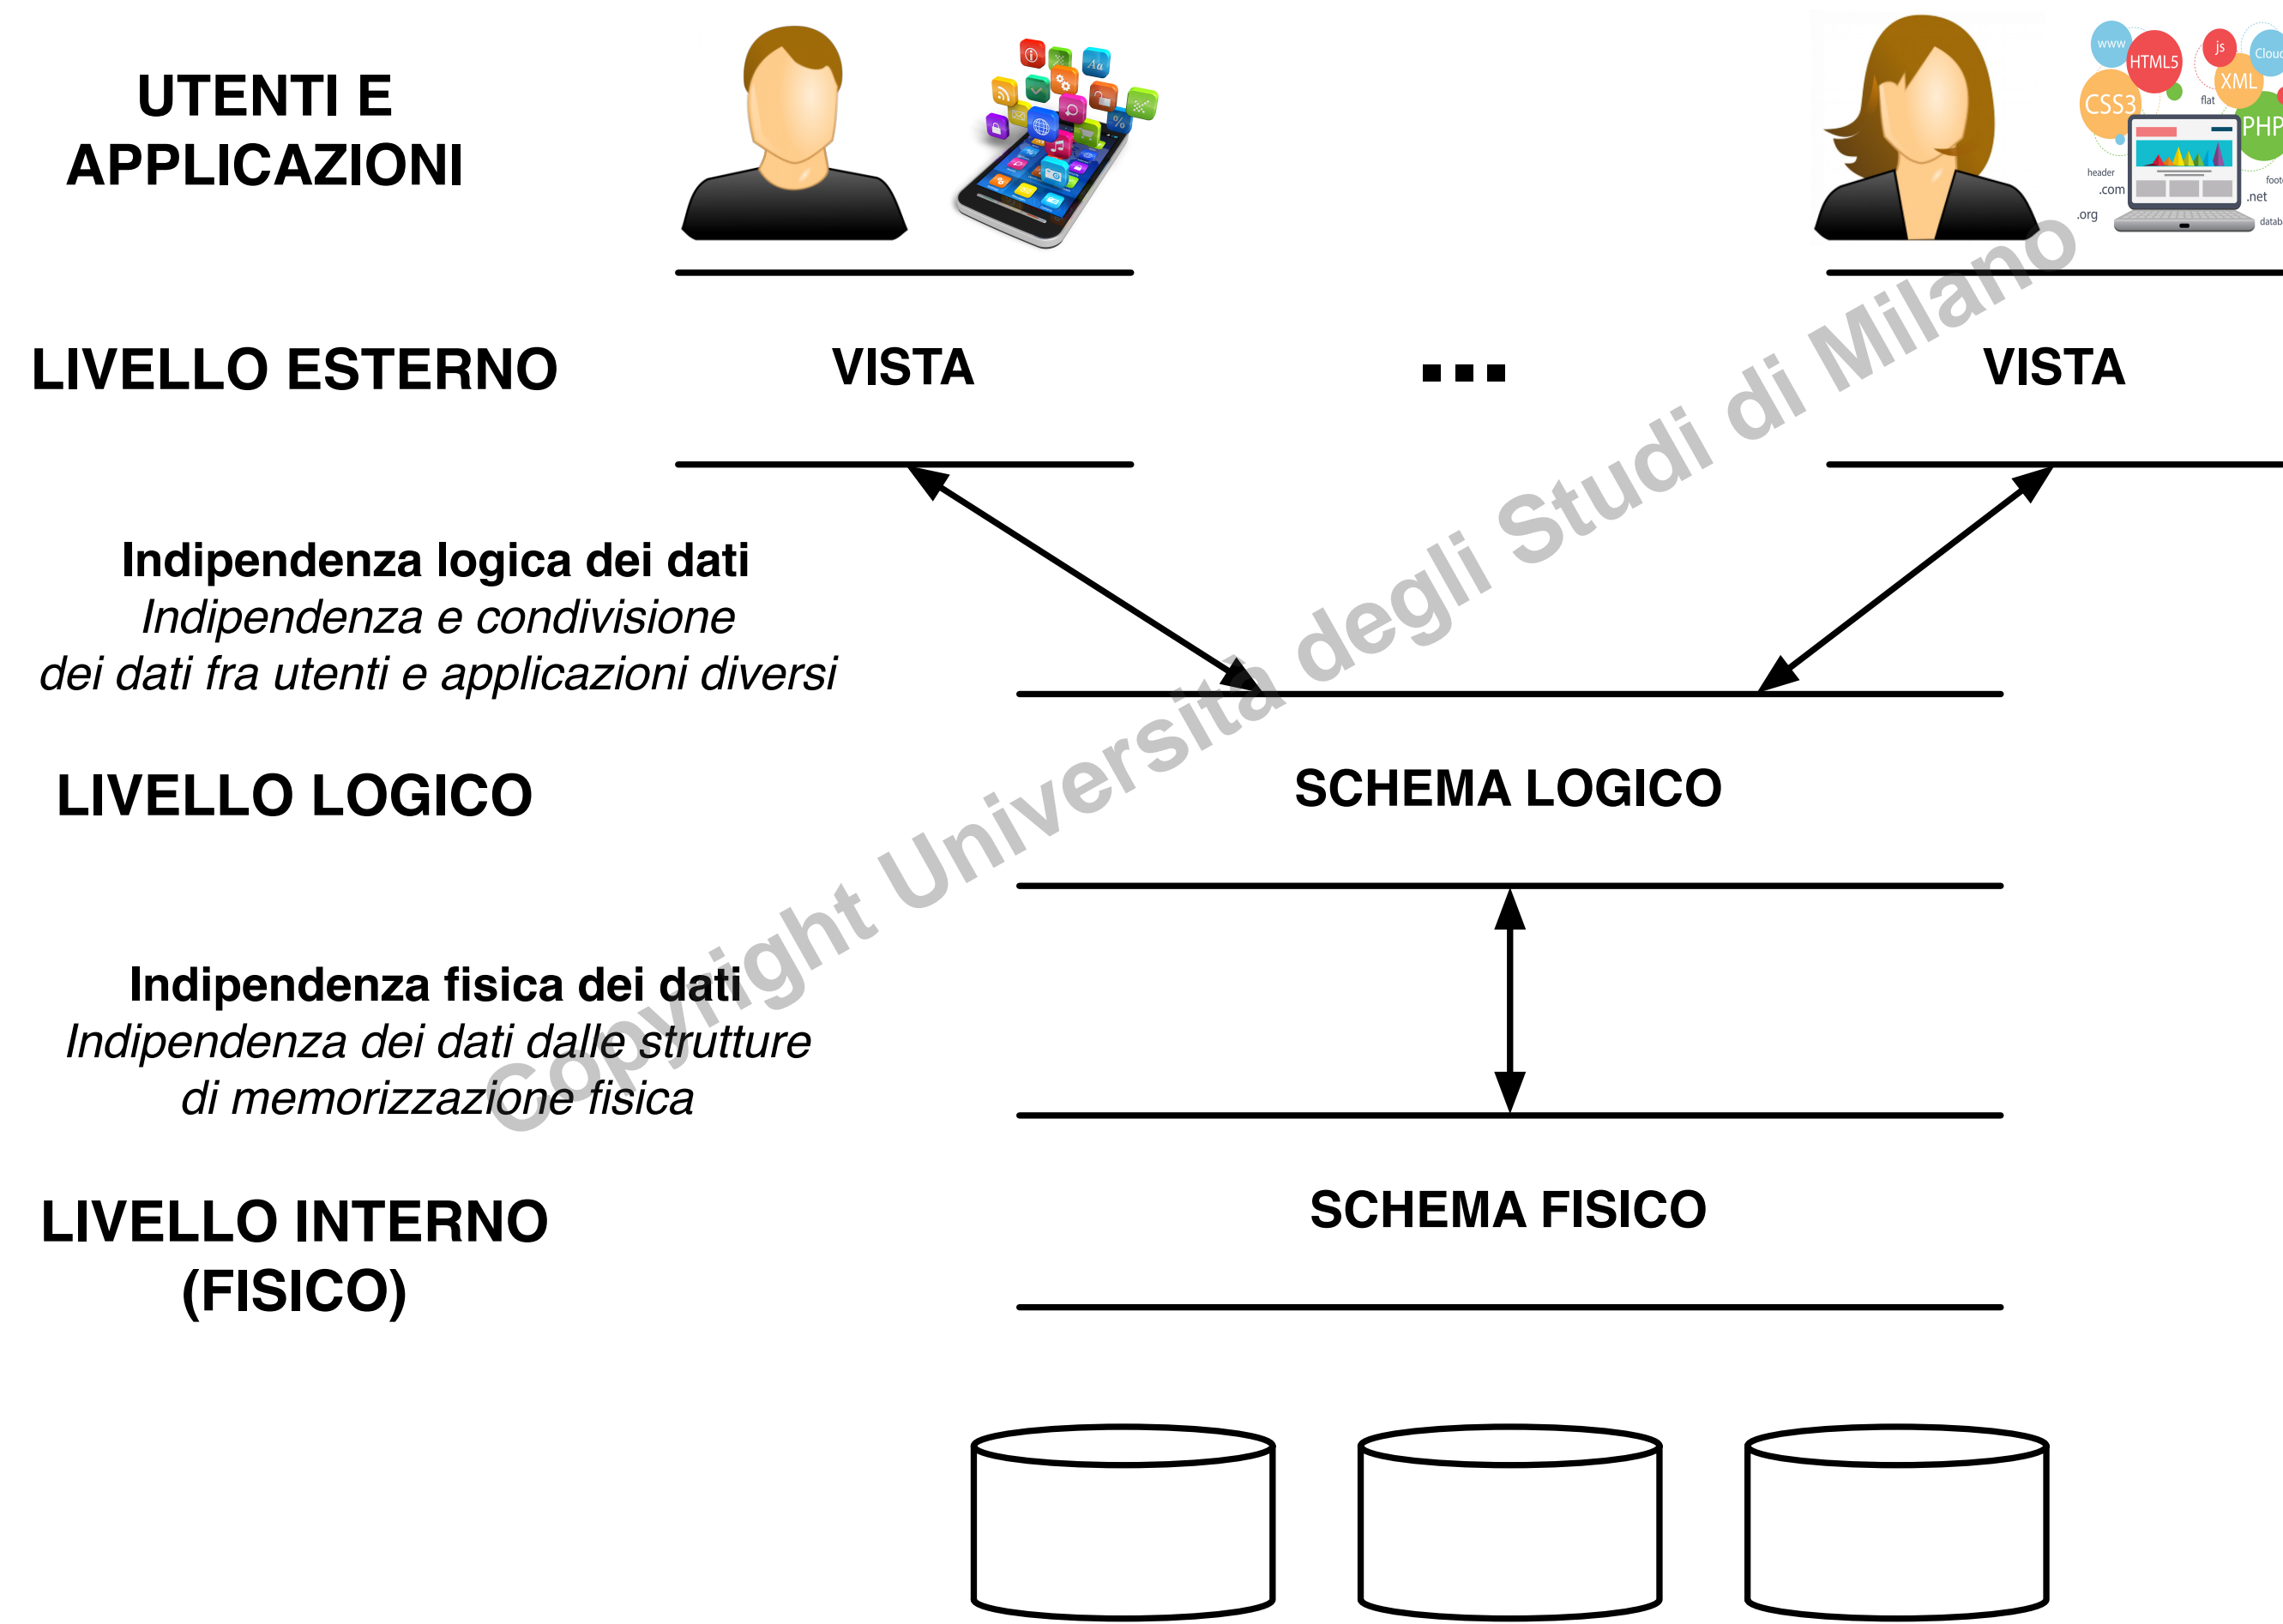 UTENTI E
APPLICAZIONI
www
HTML5
js
XML
CSS3
flat
PHP
header
.com
.org
.net
LIVELLO ESTERNO
VISTA
...
VISTA
Indipendenza logica dei dati
Indipendenza e condivisione
dei dati fra utenti e applicazioni diversi
LIVELLO LOGICO
SCHEMA LOGICO
Indipendenza fisica dei dati
Indipendenza dei dati dalle strutture
di memorizzazione fisica
LIVELLO INTERNO
(FISICO)
SCHEMA FISICO
Copyright Università degli Studi di Milano